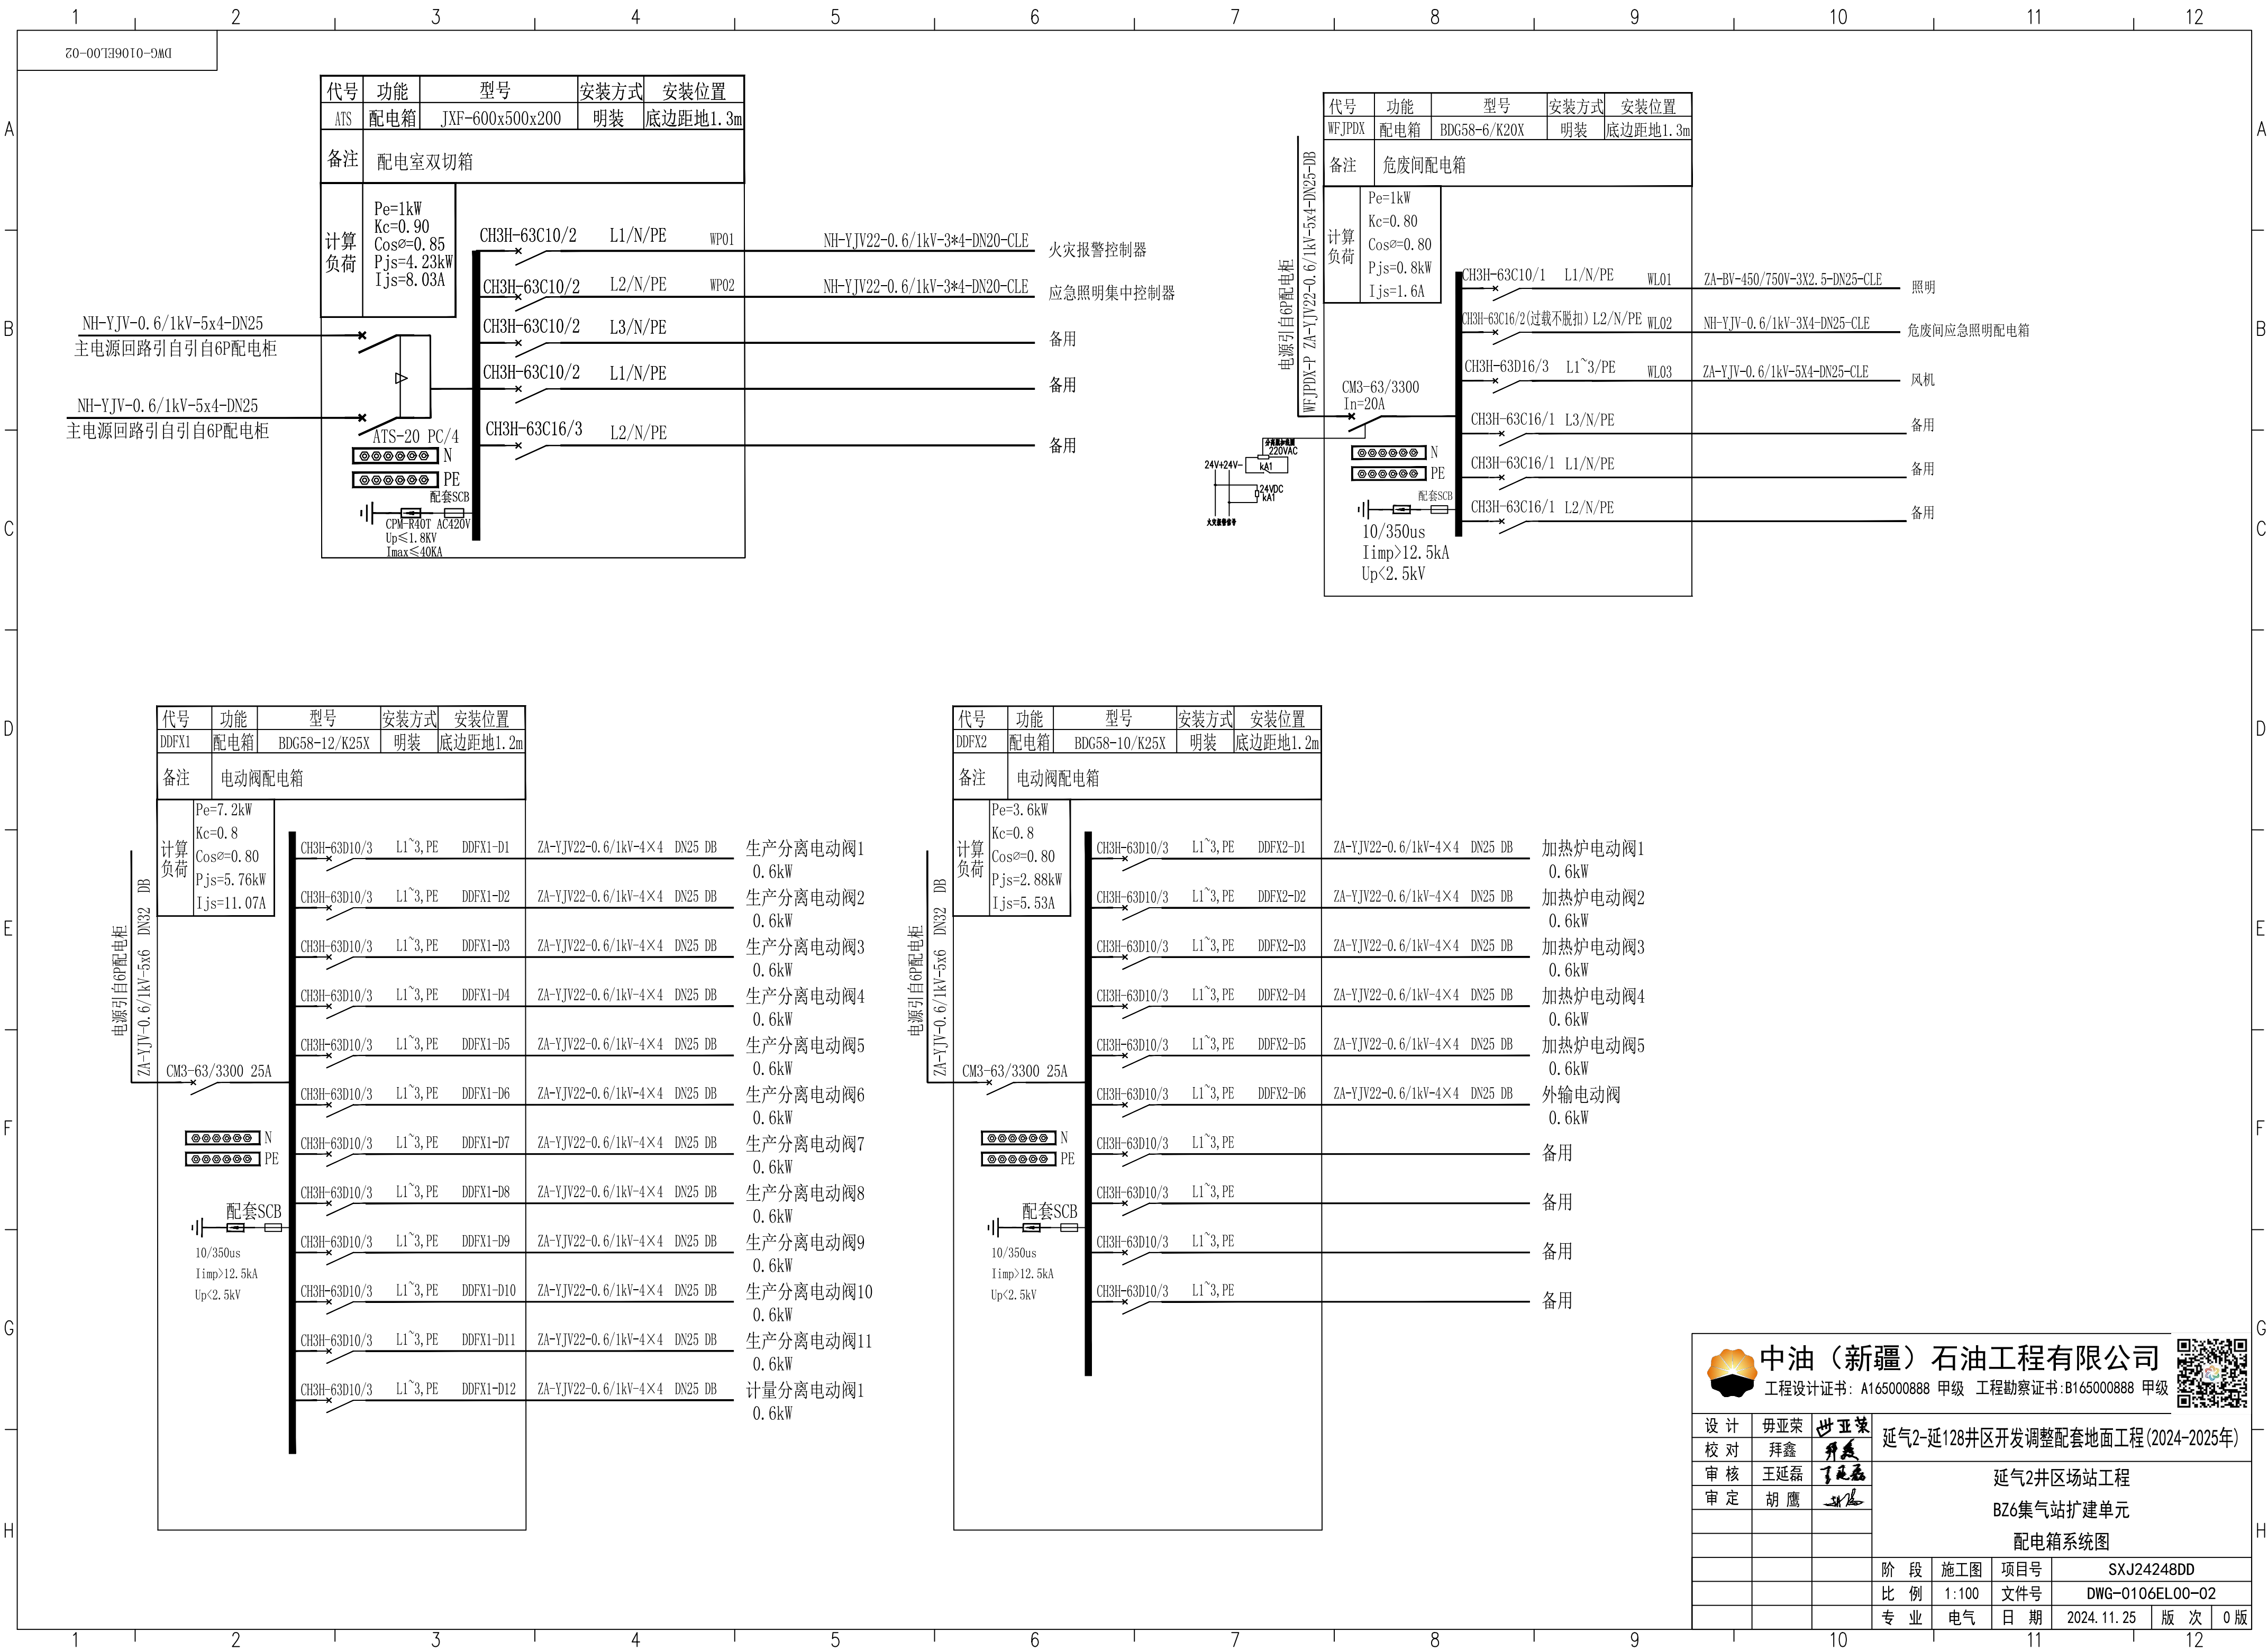 1 2 3 4 5 6 7 8 9 10 11 12
DWG-0106EL00-02
A
B
C
D
E
F
G
H
代号 功能 型号 安装方式 安装位置
ATS 配电箱 JXF-600x500x200 明装 底边距地1.3m
备注 配电室双切箱
计算负荷
Pe=1kW
Kc=0.90
Cos∅=0.85
Pjs=4.23kW
Ijs=8.03A
CH3H-63C10/2 L1/N/PE WP01 NH-YJV22-0.6/1kV-3*4-DN20-CLE 火灾报警控制器
CH3H-63C10/2 L2/N/PE WP02 NH-YJV22-0.6/1kV-3*4-DN20-CLE 应急照明集中控制器
CH3H-63C10/2 L3/N/PE 备用
CH3H-63C10/2 L1/N/PE 备用
CH3H-63C16/3 L2/N/PE 备用
NH-YJV-0.6/1kV-5x4-DN25
主电源回路引自引自6P配电柜
NH-YJV-0.6/1kV-5x4-DN25
主电源回路引自引自6P配电柜
ATS-20 PC/4
N
PE
配套SCB
CPM-R40T AC420V
Up≤1.8KV
Imax≤40KA
代号 功能 型号 安装方式 安装位置
WFJPDX 配电箱 BDG58-6/K20X 明装 底边距地1.3m
备注 危废间配电箱
计算负荷
Pe=1kW
Kc=0.80
Cos∅=0.80
Pjs=0.8kW
Ijs=1.6A
电源引自6P配电柜
WFJPDX-P ZA-YJV22-0.6/1kV-5x4-DN25-DB
CH3H-63C10/1 L1/N/PE WL01 ZA-BV-450/750V-3X2.5-DN25-CLE 照明
CH3H-63C16/2(过载不脱扣) L2/N/PE WL02 NH-YJV-0.6/1kV-3X4-DN25-CLE 危废间应急照明配电箱
CH3H-63D16/3 L1~3/PE WL03 ZA-YJV-0.6/1kV-5X4-DN25-CLE 风机
CH3H-63C16/1 L3/N/PE 备用
CH3H-63C16/1 L1/N/PE 备用
CH3H-63C16/1 L2/N/PE 备用
CM3-63/3300
In=20A
分离脱扣线圈
220VAC
kA1
24V+24V-
24VDC
kA1
火灾报警信号
N
PE
配套SCB
10/350us
Iimp>12.5kA
Up<2.5kV
代号 功能 型号 安装方式 安装位置
DDFX1 配电箱 BDG58-12/K25X 明装 底边距地1.2m
备注 电动阀配电箱
计算负荷
Pe=7.2kW
Kc=0.8
Cos∅=0.80
Pjs=5.76kW
Ijs=11.07A
电源引自6P配电柜
ZA-YJV-0.6/1kV-5x6 DN32 DB
CM3-63/3300 25A
CH3H-63D10/3 L1~3,PE DDFX1-D1 ZA-YJV22-0.6/1kV-4×4 DN25 DB 生产分离电动阀1
0.6kW
CH3H-63D10/3 L1~3,PE DDFX1-D2 ZA-YJV22-0.6/1kV-4×4 DN25 DB 生产分离电动阀2
0.6kW
CH3H-63D10/3 L1~3,PE DDFX1-D3 ZA-YJV22-0.6/1kV-4×4 DN25 DB 生产分离电动阀3
0.6kW
CH3H-63D10/3 L1~3,PE DDFX1-D4 ZA-YJV22-0.6/1kV-4×4 DN25 DB 生产分离电动阀4
0.6kW
CH3H-63D10/3 L1~3,PE DDFX1-D5 ZA-YJV22-0.6/1kV-4×4 DN25 DB 生产分离电动阀5
0.6kW
CH3H-63D10/3 L1~3,PE DDFX1-D6 ZA-YJV22-0.6/1kV-4×4 DN25 DB 生产分离电动阀6
0.6kW
CH3H-63D10/3 L1~3,PE DDFX1-D7 ZA-YJV22-0.6/1kV-4×4 DN25 DB 生产分离电动阀7
0.6kW
CH3H-63D10/3 L1~3,PE DDFX1-D8 ZA-YJV22-0.6/1kV-4×4 DN25 DB 生产分离电动阀8
0.6kW
CH3H-63D10/3 L1~3,PE DDFX1-D9 ZA-YJV22-0.6/1kV-4×4 DN25 DB 生产分离电动阀9
0.6kW
CH3H-63D10/3 L1~3,PE DDFX1-D10 ZA-YJV22-0.6/1kV-4×4 DN25 DB 生产分离电动阀10
0.6kW
CH3H-63D10/3 L1~3,PE DDFX1-D11 ZA-YJV22-0.6/1kV-4×4 DN25 DB 生产分离电动阀11
0.6kW
CH3H-63D10/3 L1~3,PE DDFX1-D12 ZA-YJV22-0.6/1kV-4×4 DN25 DB 计量分离电动阀1
0.6kW
N
PE
配套SCB
10/350us
Iimp>12.5kA
Up<2.5kV
代号 功能 型号 安装方式 安装位置
DDFX2 配电箱 BDG58-10/K25X 明装 底边距地1.2m
备注 电动阀配电箱
计算负荷
Pe=3.6kW
Kc=0.8
Cos∅=0.80
Pjs=2.88kW
Ijs=5.53A
电源引自6P配电柜
ZA-YJV-0.6/1kV-5x6 DN32 DB
CM3-63/3300 25A
CH3H-63D10/3 L1~3,PE DDFX2-D1 ZA-YJV22-0.6/1kV-4×4 DN25 DB 加热炉电动阀1
0.6kW
CH3H-63D10/3 L1~3,PE DDFX2-D2 ZA-YJV22-0.6/1kV-4×4 DN25 DB 加热炉电动阀2
0.6kW
CH3H-63D10/3 L1~3,PE DDFX2-D3 ZA-YJV22-0.6/1kV-4×4 DN25 DB 加热炉电动阀3
0.6kW
CH3H-63D10/3 L1~3,PE DDFX2-D4 ZA-YJV22-0.6/1kV-4×4 DN25 DB 加热炉电动阀4
0.6kW
CH3H-63D10/3 L1~3,PE DDFX2-D5 ZA-YJV22-0.6/1kV-4×4 DN25 DB 加热炉电动阀5
0.6kW
CH3H-63D10/3 L1~3,PE DDFX2-D6 ZA-YJV22-0.6/1kV-4×4 DN25 DB 外输电动阀
0.6kW
CH3H-63D10/3 L1~3,PE 备用
CH3H-63D10/3 L1~3,PE 备用
CH3H-63D10/3 L1~3,PE 备用
CH3H-63D10/3 L1~3,PE 备用
N
PE
配套SCB
10/350us
Iimp>12.5kA
Up<2.5kV
中油（新疆）石油工程有限公司
工程设计证书: A165000888 甲级 工程勘察证书:B165000888 甲级
设 计 毋亚荣 毋亚荣
校 对 拜鑫 拜鑫
审 核 王延磊 王延磊
审 定 胡 鹰
延气2-延128井区开发调整配套地面工程(2024-2025年)
延气2井区场站工程
BZ6集气站扩建单元
配电箱系统图
阶 段 施工图 项目号 SXJ24248DD
比 例 1:100 文件号 DWG-0106EL00-02
专 业 电气 日 期 2024.11.25 版 次 0版
A
B
C
D
E
F
G
H
1 2 3 4 5 6 7 8 9 10 11 12